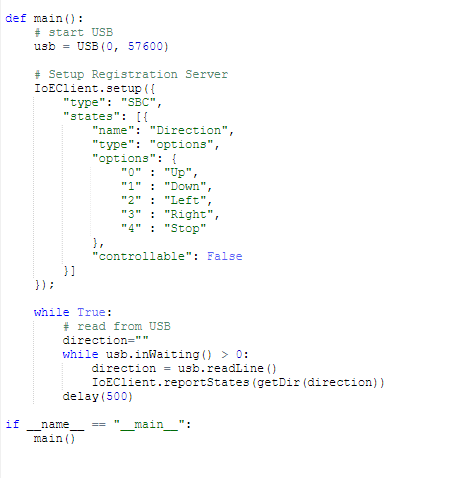 def main():
    # start USB
    usb = USB(0, 57600)

    # Setup Registration Server
    IoEClient.setup({
        "type": "SBC",
        "states": [{
            "name": "Direction",
            "type": "options",
            "options": {
                "0" : "Up",
                "1" : "Down",
                "2" : "Left",
                "3" : "Right",
                "4" : "Stop"
            },
            "controllable": False
        }]
    });

    while True:
        # read from USB
        direction=""
        while usb.inWaiting() > 0:
            direction = usb.readLine()
            IoEClient.reportStates(getDir(direction))
        delay(500)

if __name__ == "__main__":
    main()